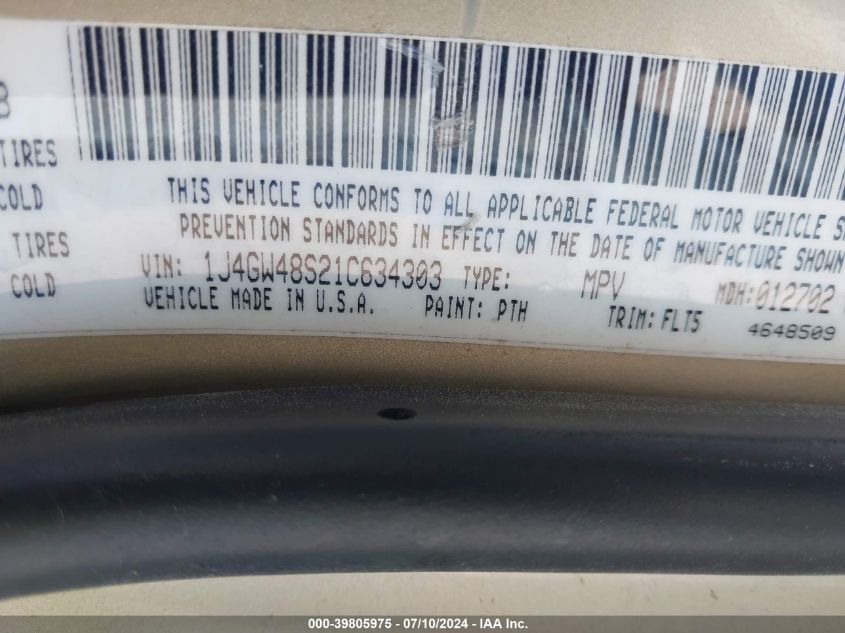 8
TIRES
COLD
TIRES
COLD
THIS VEHICLE CONFORMS TO ALL APPLICABLE FEDERAL MOTOR VEHICLE S
PREVENTION STANDARDS IN EFFECT ON THE DATE OF MANUFACTURE SHOWN
VIN: 1J4GW48S21C634303 TYPE: MPV MDH:012702
VEHICLE MADE IN U.S.A. PAINT: PTH TRIM: FLT5 4648509
000-39805975 - 07/10/2024 - IAA Inc.